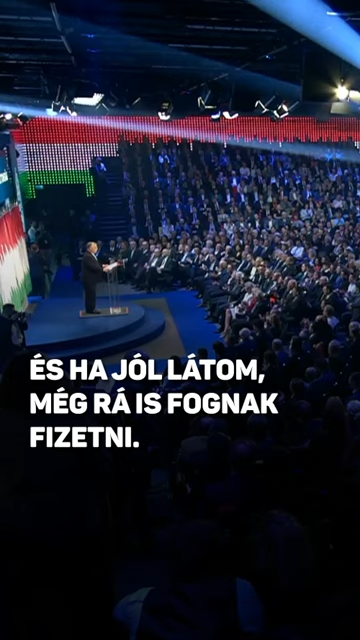 ÉS HA JÓL LÁTOM,
MÉG RÁ IS FOGNAK
FIZETNI.